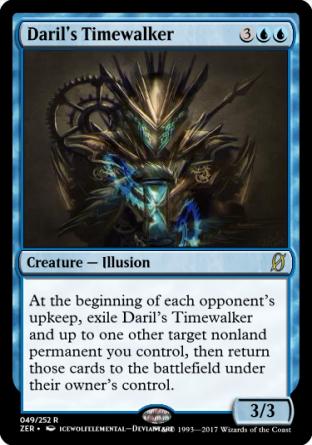 Daril's Timewalker 3
Creature — Illusion
At the beginning of each opponent's
upkeep, exile Daril's Timewalker
and up to one other target nonland
permanent you control, then return
those cards to the battlefield under
their owner's control.
3/3
049/252 R
ZER • ICEWOLFELEMENTAL—DEVIANTART 1993—2017 Wizards of the Coast